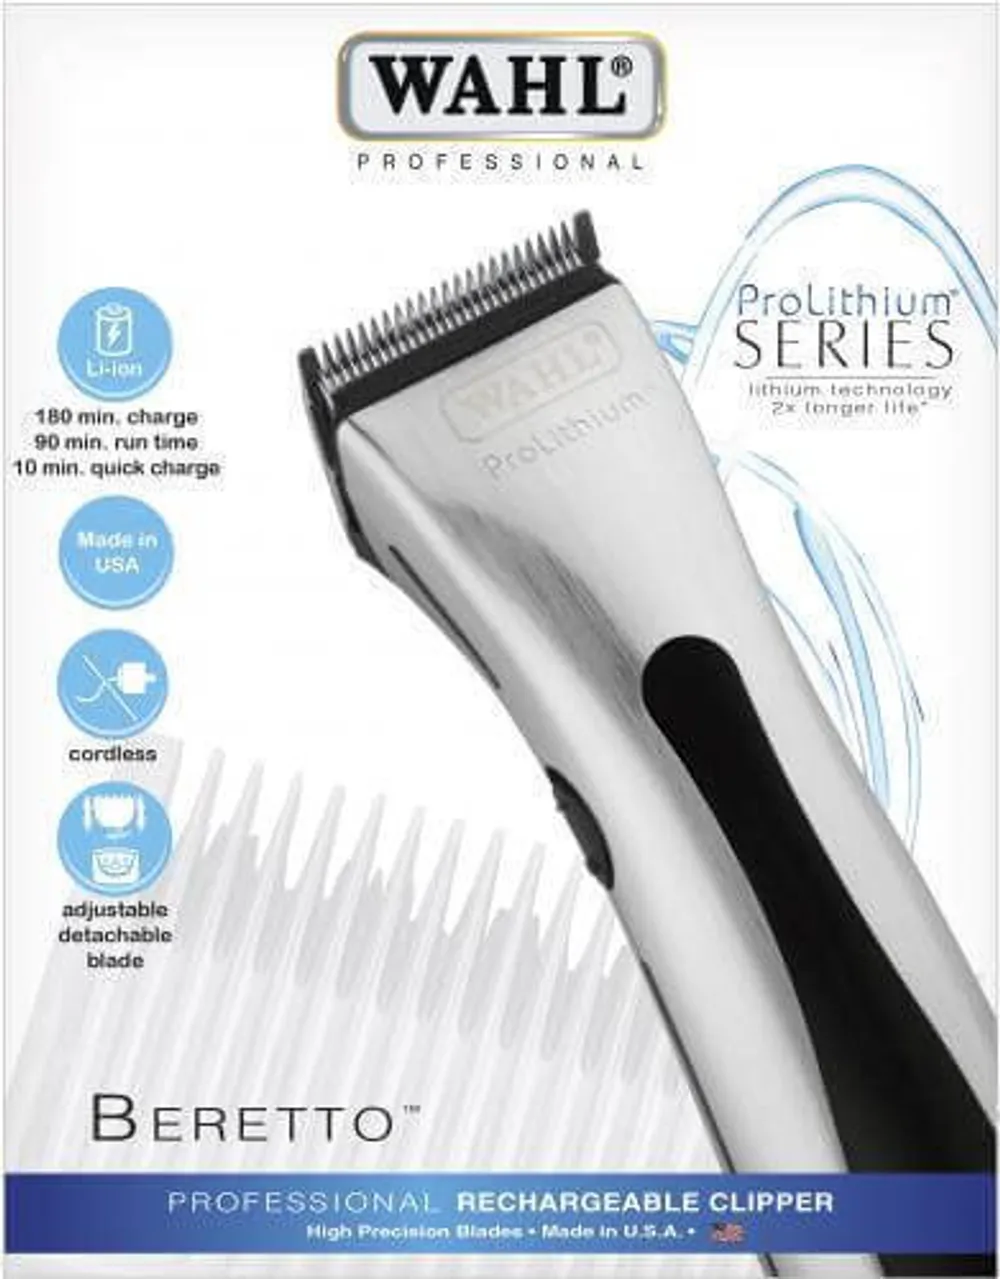 WAHL®
PROFESSIONAL
ProLithium®
SERIES
lithium technology
2x longer life*
WAHL®
ProLithium
Li-ion
180 min. charge
90 min. run time
10 min. quick charge
Made in
USA
cordless
adjustable
detachable
blade
BERETTO™
PROFESSIONAL RECHARGEABLE CLIPPER
High Precision Blades • Made in U.S.A. •